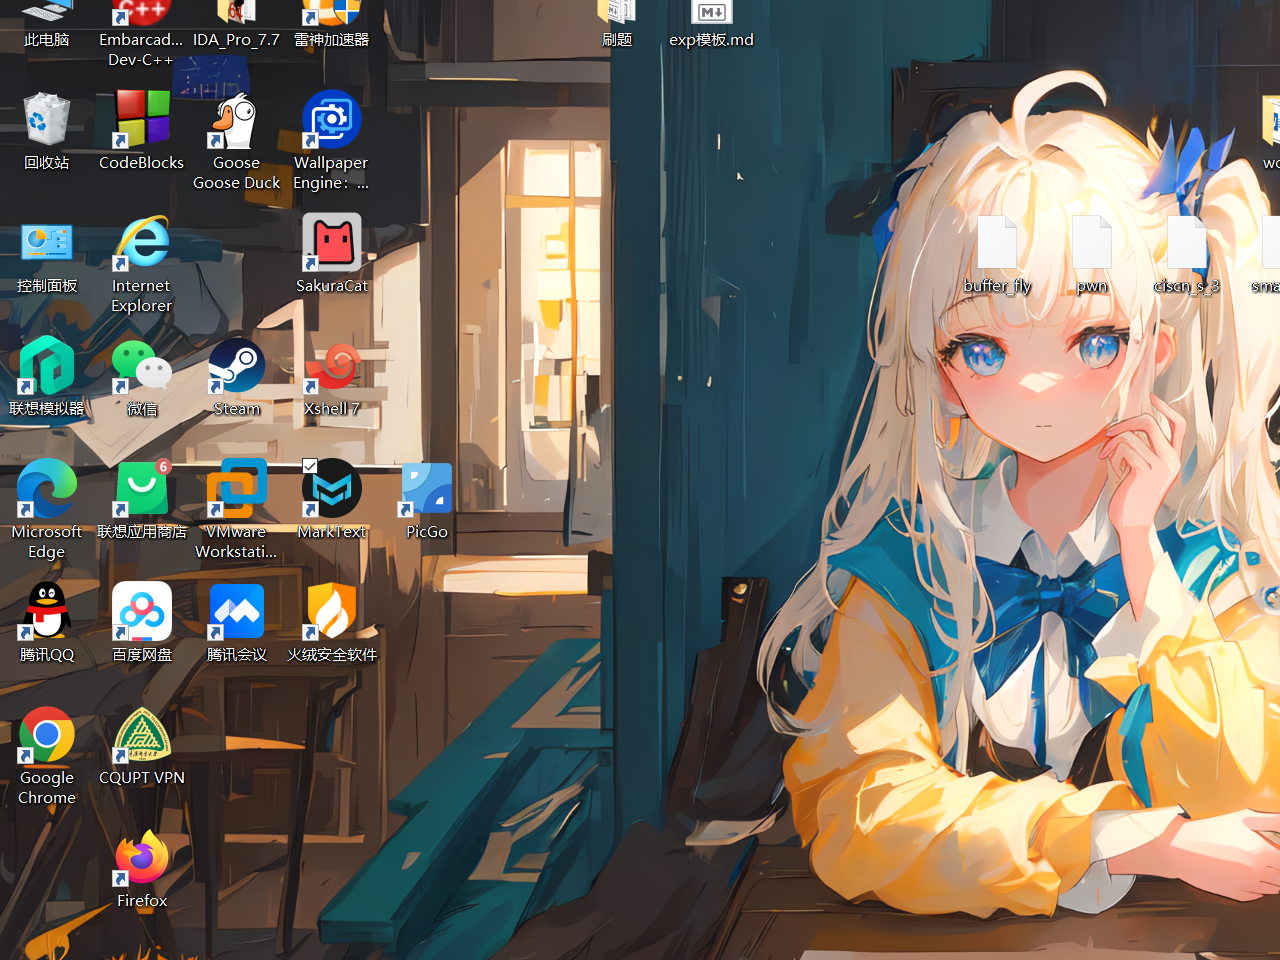 此电脑
Embarcad...
Dev-C++
IDA_Pro_7.7
雷神加速器
刷题
exp模板.md
回收站
CodeBlocks
Goose
Goose Duck
Wallpaper
Engine：...
控制面板
Internet
Explorer
SakuraCat
buffer_fly
pwn
ciscn_s_3
sma
联想模拟器
微信
Steam
Xshell 7
6
Microsoft
Edge
联想应用商店
VMware
Workstati...
MarkText
PicGo
腾讯QQ
百度网盘
腾讯会议
火绒安全软件
Google
Chrome
CQUPT VPN
Firefox